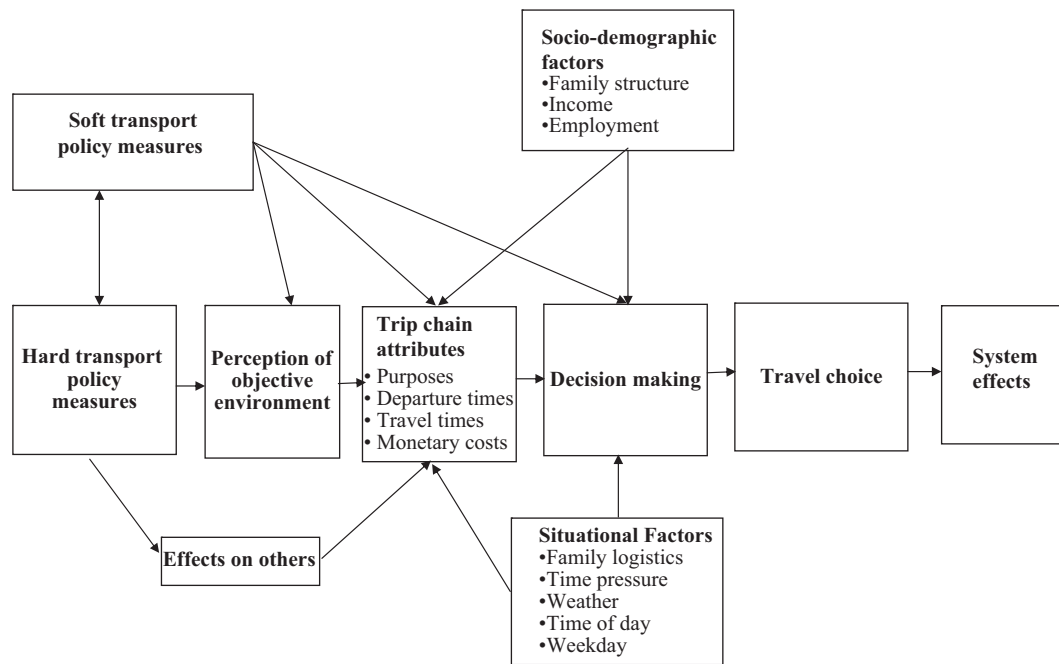 Socio-demographic
factors
•Family structure
•Income
•Employment
Soft transport
policy measures
Hard transport
policy
measures
Perception of
objective
environment
Trip chain
attributes
• Purposes
• Departure times
• Travel times
• Monetary costs
Decision making
Travel choice
System
effects
Effects on others
Situational Factors
•Family logistics
•Time pressure
•Weather
•Time of day
•Weekday